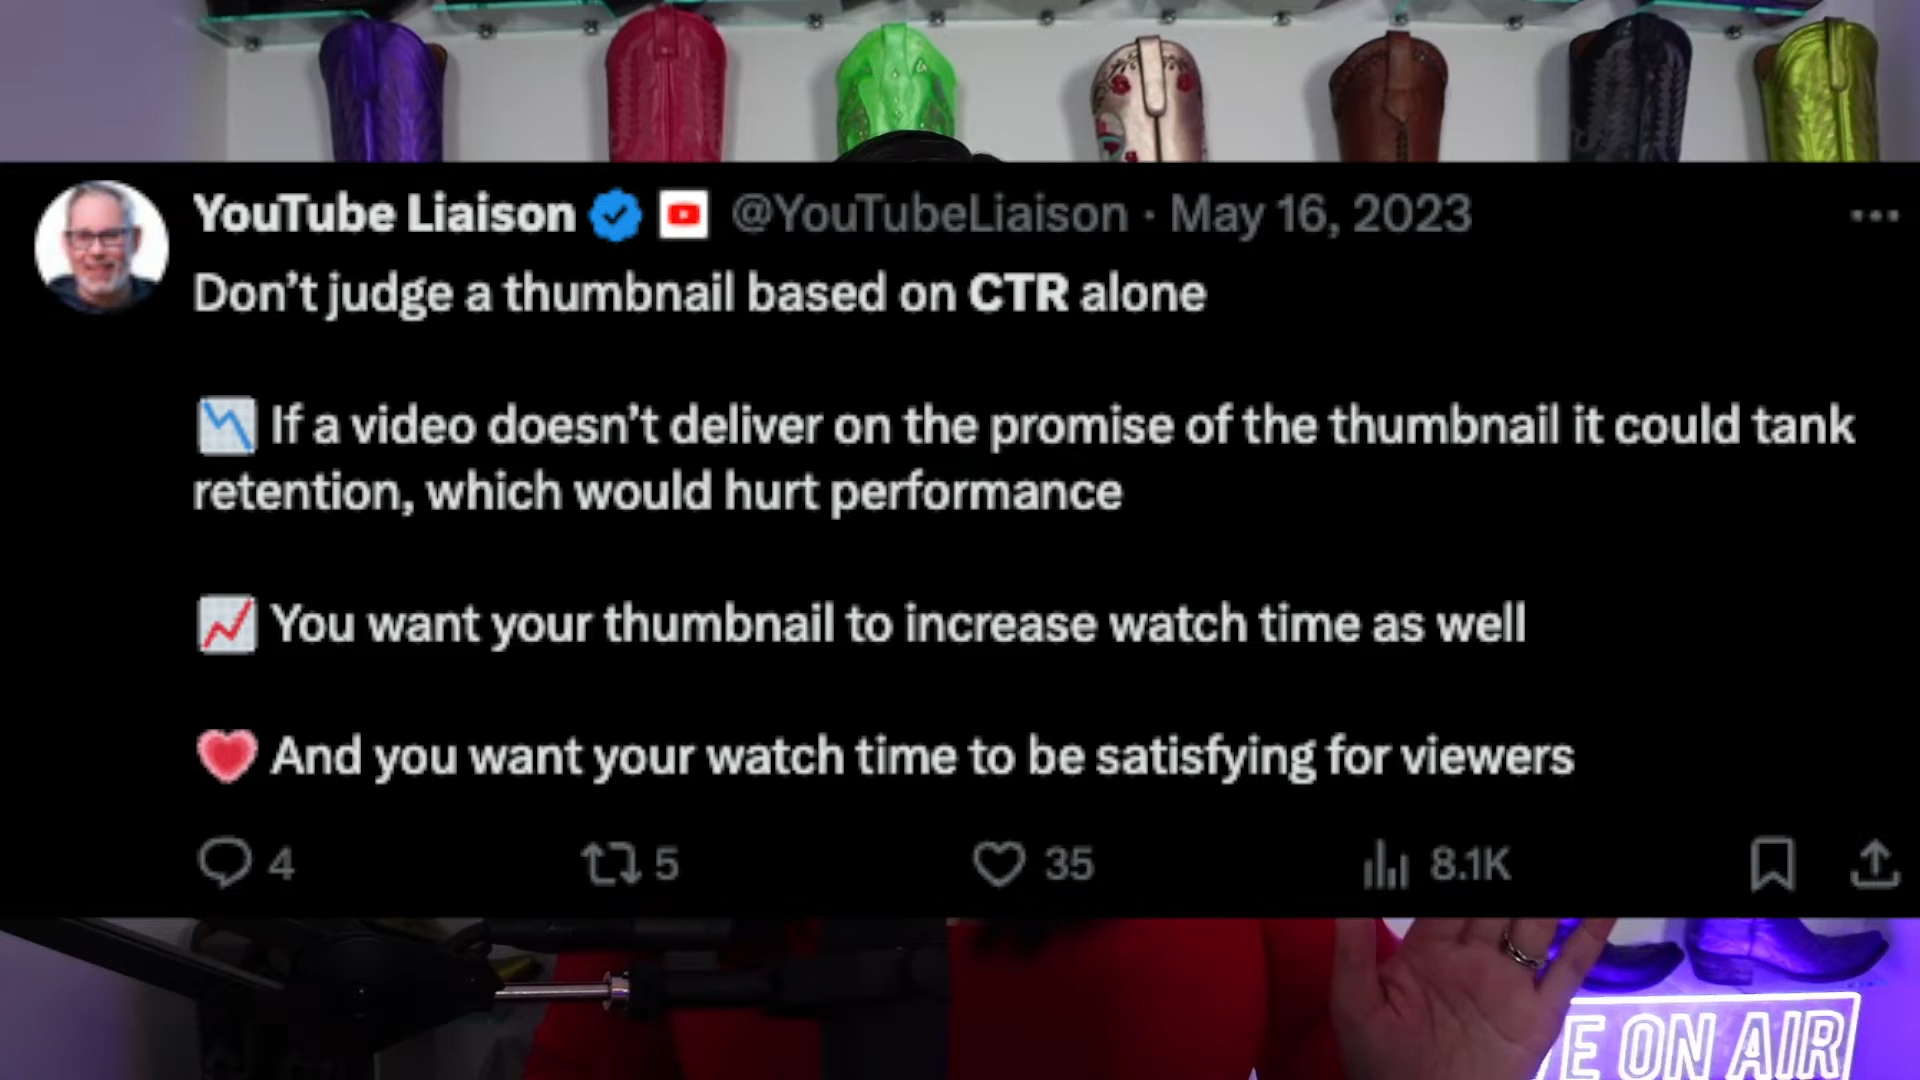 YouTube Liaison @YouTubeLiaison · May 16, 2023
Don't judge a thumbnail based on CTR alone
If a video doesn't deliver on the promise of the thumbnail it could tank
retention, which would hurt performance
You want your thumbnail to increase watch time as well
And you want your watch time to be satisfying for viewers
4 5 35 8.1K
E ON AIR